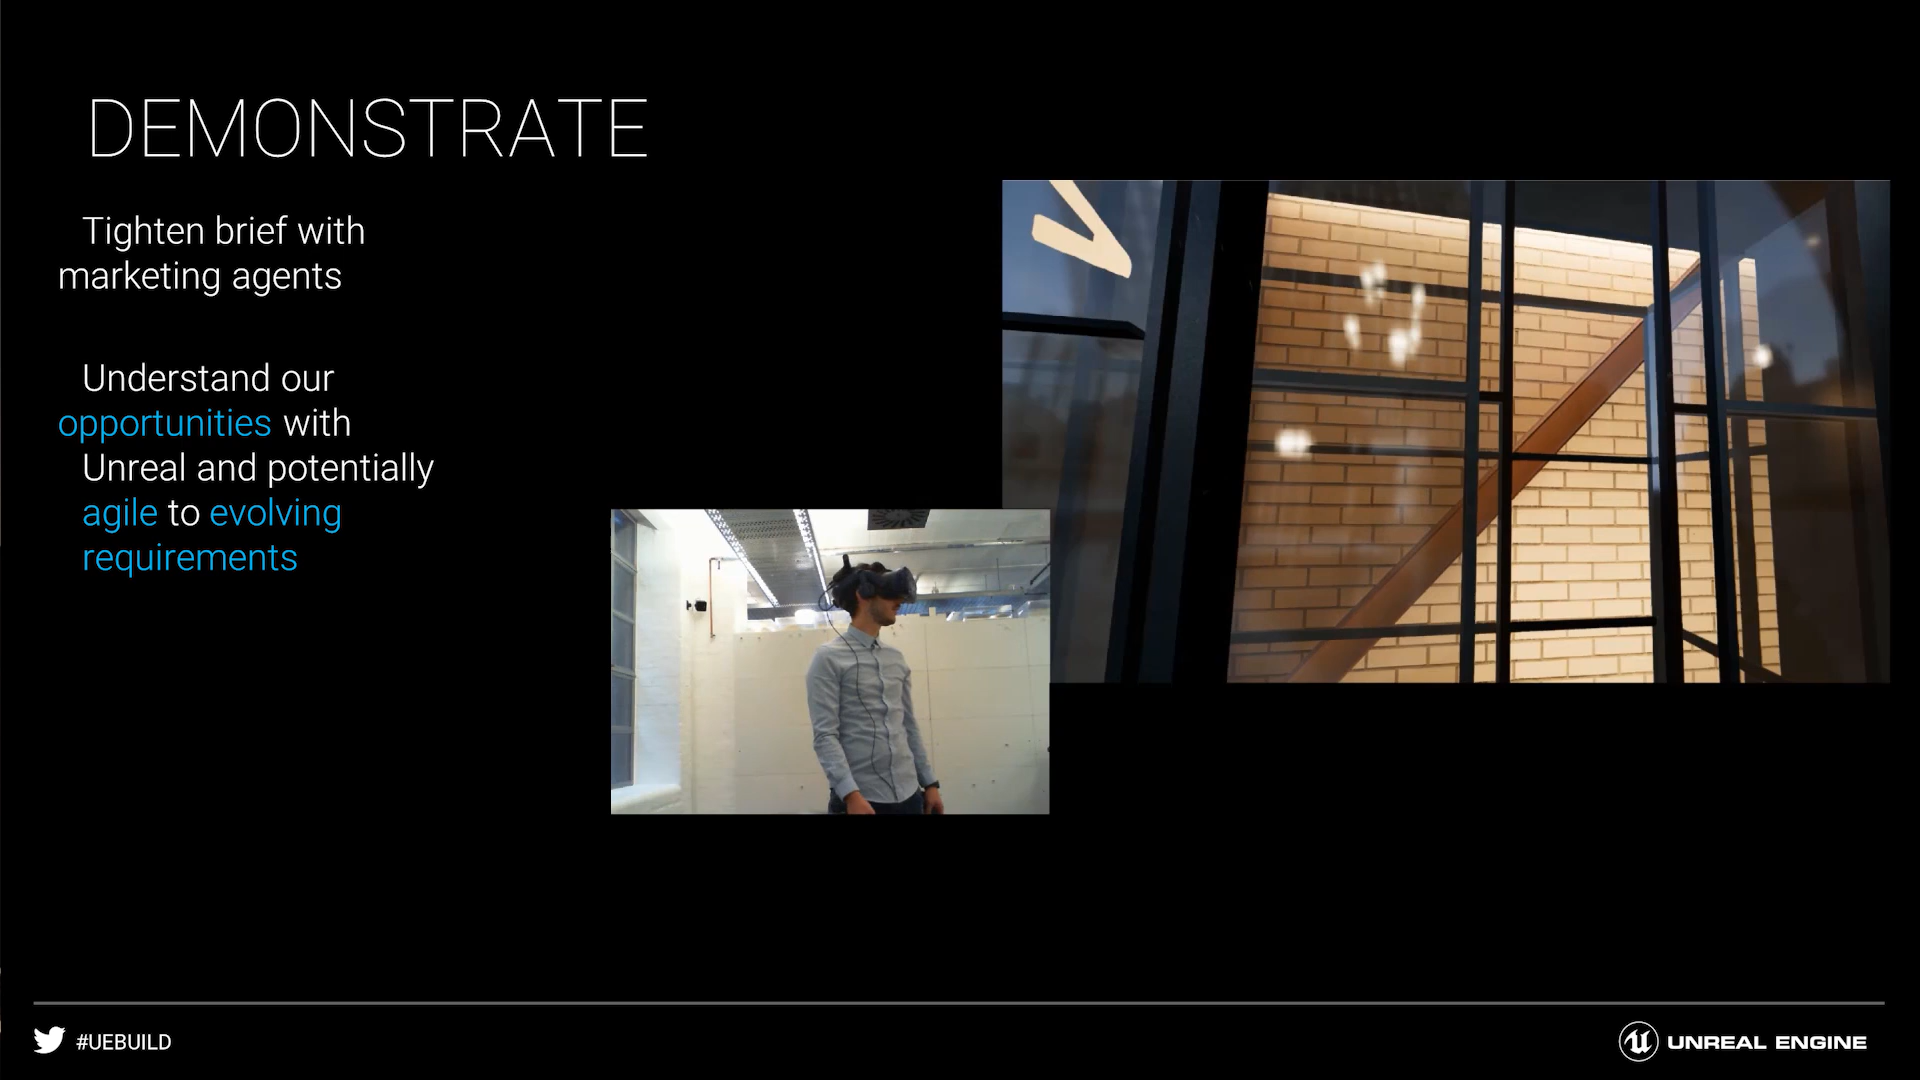 DEMONSTRATE
Tighten brief with
marketing agents
Understand our
opportunities with
Unreal and potentially
agile to evolving
requirements
#UEBUILD
UNREAL ENGINE